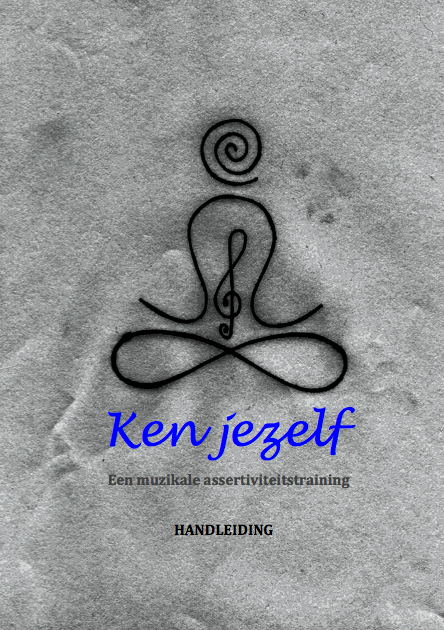 Ken jezelf
Een muzikale assertiviteitstraining
HANDLEIDING